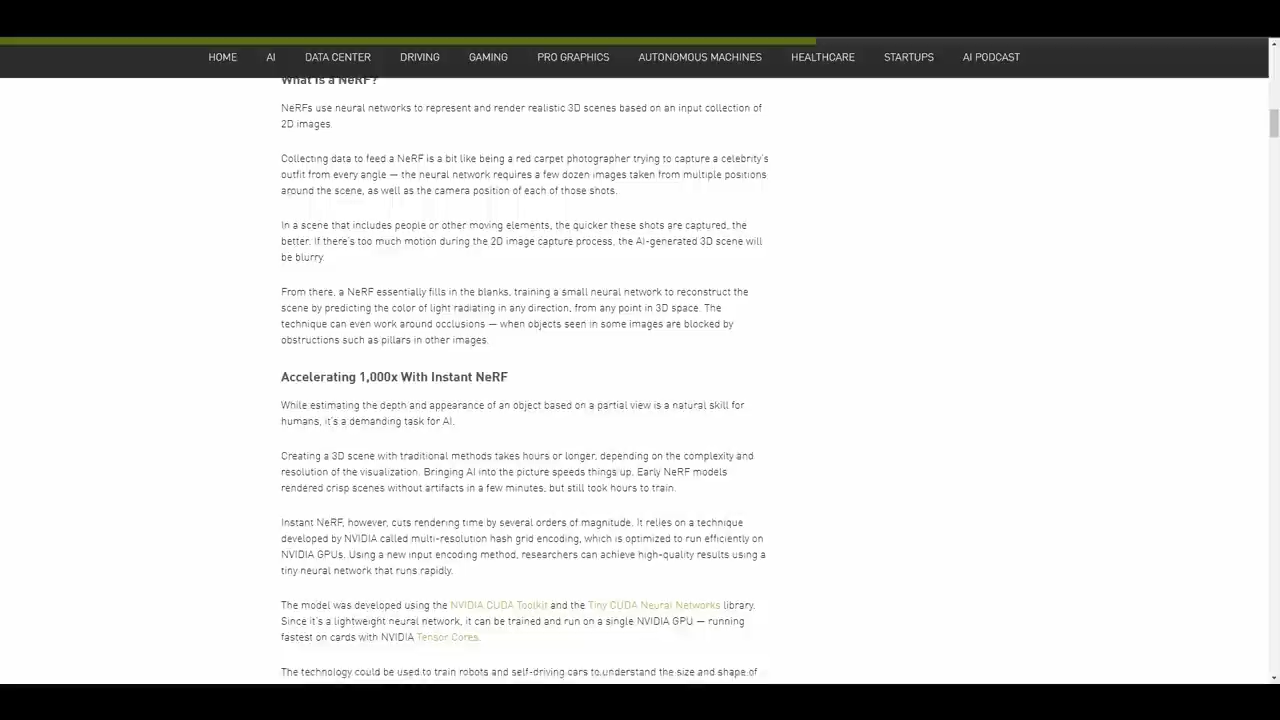 HOME AI DATA CENTER DRIVING GAMING PRO GRAPHICS AUTONOMOUS MACHINES HEALTHCARE STARTUPS AI PODCAST
What Is a NeRF?
NeRFs use neural networks to represent and render realistic 3D scenes based on an input collection of
2D images.
Collecting data to feed a NeRF is a bit like being a red carpet photographer trying to capture a celebrity's
outfit from every angle — the neural network requires a few dozen images taken from multiple positions
around the scene, as well as the camera position of each of those shots.
In a scene that includes people or other moving elements, the quicker these shots are captured, the
better. If there's too much motion during the 2D image capture process, the AI-generated 3D scene will
be blurry.
From there, a NeRF essentially fills in the blanks, training a small neural network to reconstruct the
scene by predicting the color of light radiating in any direction, from any point in 3D space. The
technique can even work around occlusions — when objects seen in some images are blocked by
obstructions such as pillars in other images.
Accelerating 1,000x With Instant NeRF
While estimating the depth and appearance of an object based on a partial view is a natural skill for
humans, it's a demanding task for AI.
Creating a 3D scene with traditional methods takes hours or longer, depending on the complexity and
resolution of the visualization. Bringing AI into the picture speeds things up. Early NeRF models
rendered crisp scenes without artifacts in a few minutes, but still took hours to train.
Instant NeRF, however, cuts rendering time by several orders of magnitude. It relies on a technique
developed by NVIDIA called multi-resolution hash grid encoding, which is optimized to run efficiently on
NVIDIA GPUs. Using a new input encoding method, researchers can achieve high-quality results using a
tiny neural network that runs rapidly.
The model was developed using the NVIDIA CUDA Toolkit and the Tiny CUDA Neural Networks library.
Since it's a lightweight neural network, it can be trained and run on a single NVIDIA GPU — running
fastest on cards with NVIDIA Tensor Cores.
The technology could be used to train robots and self-driving cars to understand the size and shape of